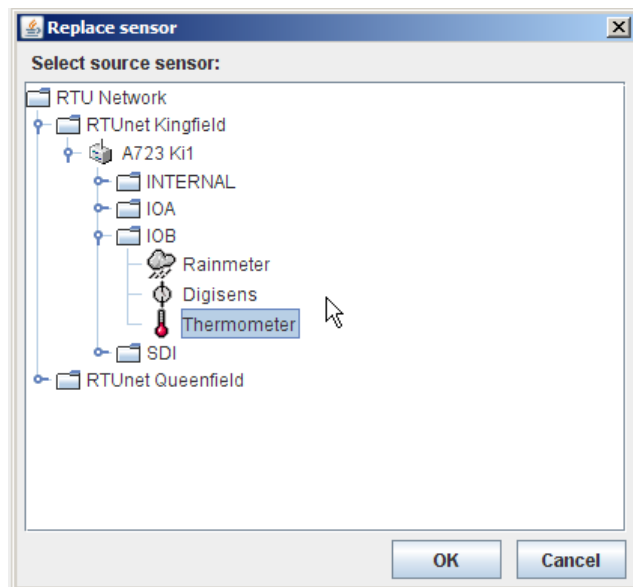 Replace sensor
Select source sensor:
RTU Network
RTUnet Kingfield
A723 Ki1
INTERNAL
IOA
IOB
Rainmeter
Digisens
Thermometer
SDI
RTUnet Queenfield
OK Cancel